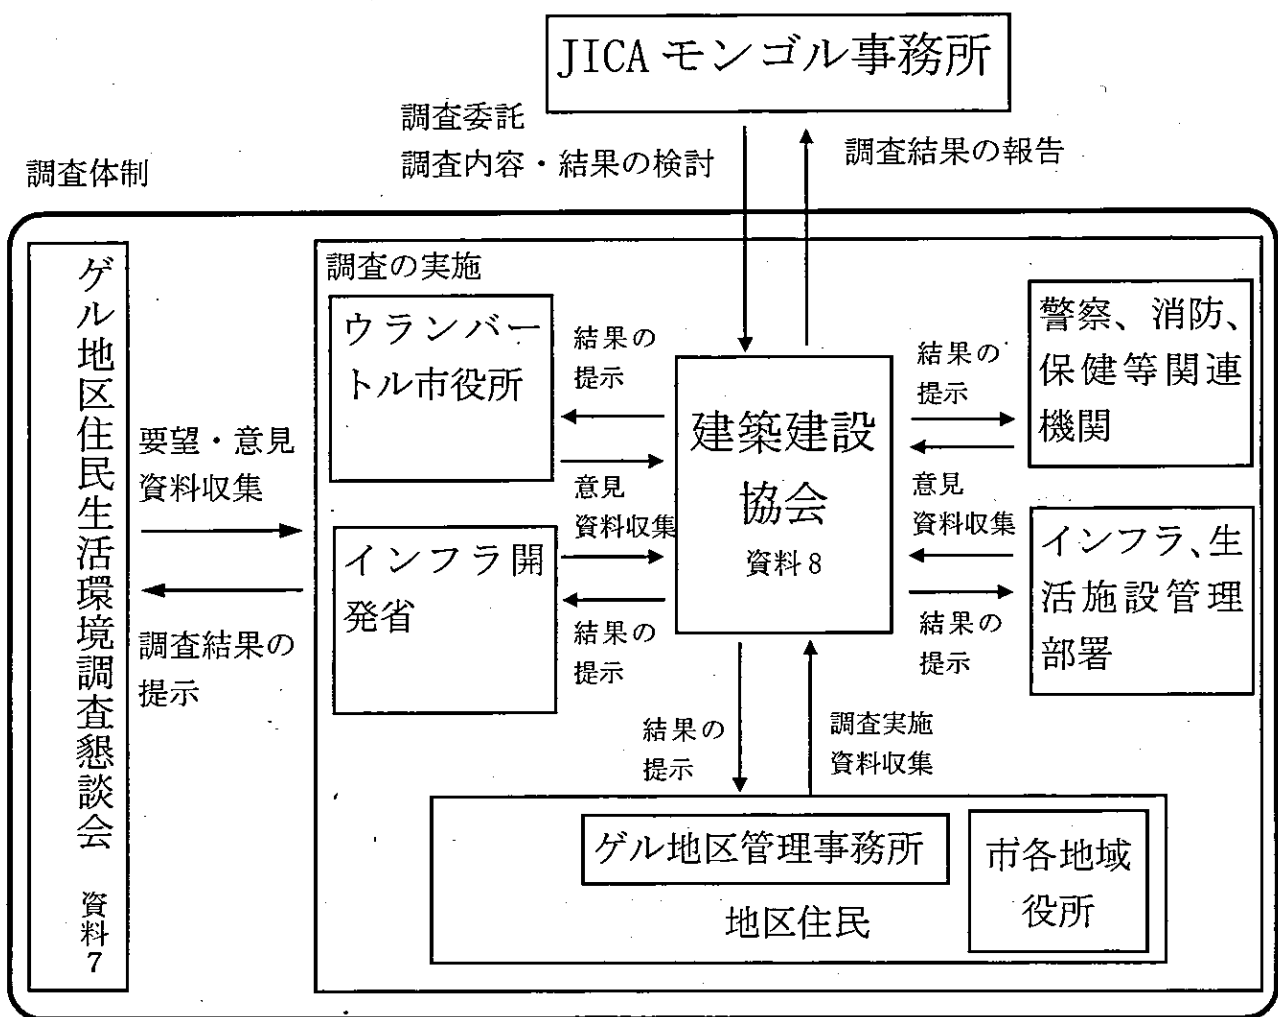 JICAモンゴル事務所
調査委託
調査内容・結果の検討
調査結果の報告
調査体制
ゲル地区住民生活環境調査懇談会 資料7
要望・意見
資料収集
調査結果の
提示
調査の実施
ウランバー
トル市役所
結果の
提示
意見
資料収集
インフラ開
発省
結果の
提示
建築建設
協会
資料8
結果の
提示
意見
資料収集
結果の
提示
警察、消防、
保健等関連
機関
インフラ、生
活施設管理
部署
結果の
提示
調査実施
資料収集
ゲル地区管理事務所
地区住民
市各地域
役所